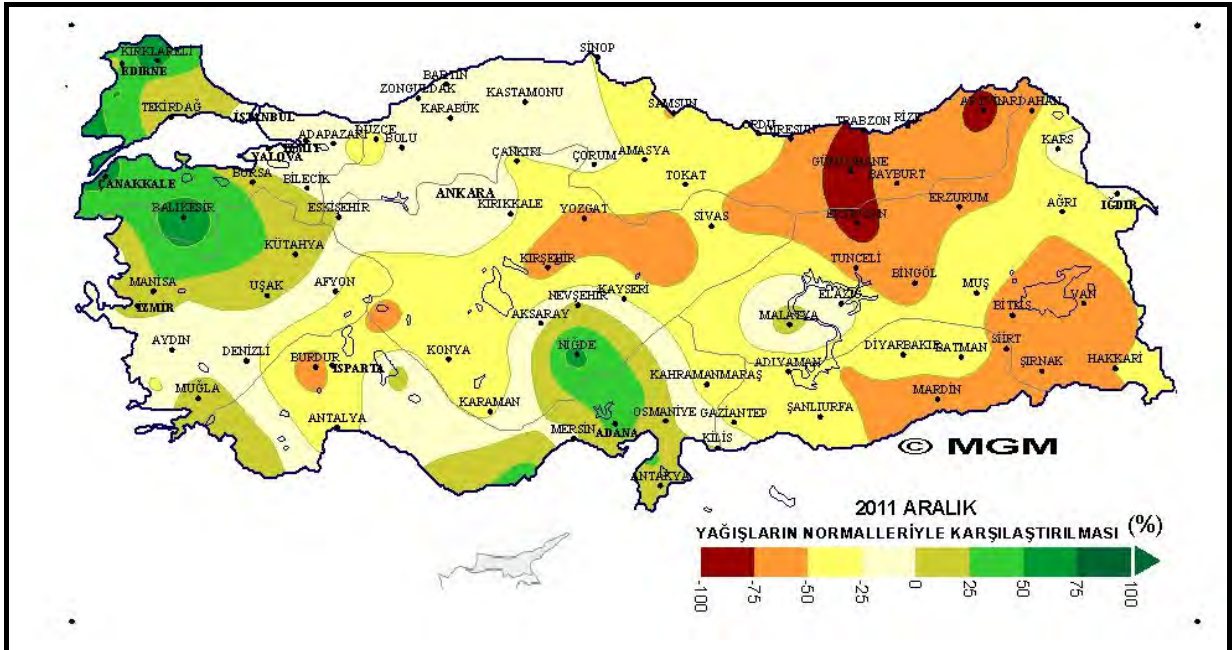 SİNOP
KIRKLARELİ
EDIRNE
BARTIN
ZONGULDAK
KASTAMONU
KARABÜK
TEKİRDAĞ
İSTANBUL
SAMSUN
ORDU
TRABZON
RİZE
ARDAHAN
KARS
ADAPAZARI
DÜZCE
BOLU
YALOVA
ÇANKIRI
ÇORUM
AMASYA
GÜMÜŞHANE
BAYBURT
ÇANAKKALE
BURSA
BİLECİK
ANKARA
TOKAT
IĞDIR
BALIKESİR
ESKİŞEHİR
KIRIKKALE
YOZGAT
SİVAS
ERZİNCAN
ERZURUM
AĞRI
KÜTAHYA
KIRŞEHİR
TUNCELİ
BİNGÖL
MUŞ
MANİSA
UŞAK
AFYON
NEVŞEHİR
KAYSERİ
ELAZIĞ
BİTLİS
VAN
IZMİR
AKSARAY
MALATYA
AYDIN
DENİZLİ
BURDUR
ISPARTA
KONYA
NİĞDE
DİYARBAKIR
BATMAN
SİİRT
ŞIRNAK
HAKKARİ
MUĞLA
KAHRAMANMARAŞ
ADIYAMAN
MARDİN
ANTALYA
KARAMAN
MERSİN
ADANA
OSMANİYE
GAZİANTEP
ŞANLIURFA
KİLİS
ANTAKYA
© MGM
2011 ARALIK
YAĞIŞLARIN NORMALLERİYLE KARŞILAŞTIRILMASI (%)
-100 -75 -50 -25 0 25 50 75 100